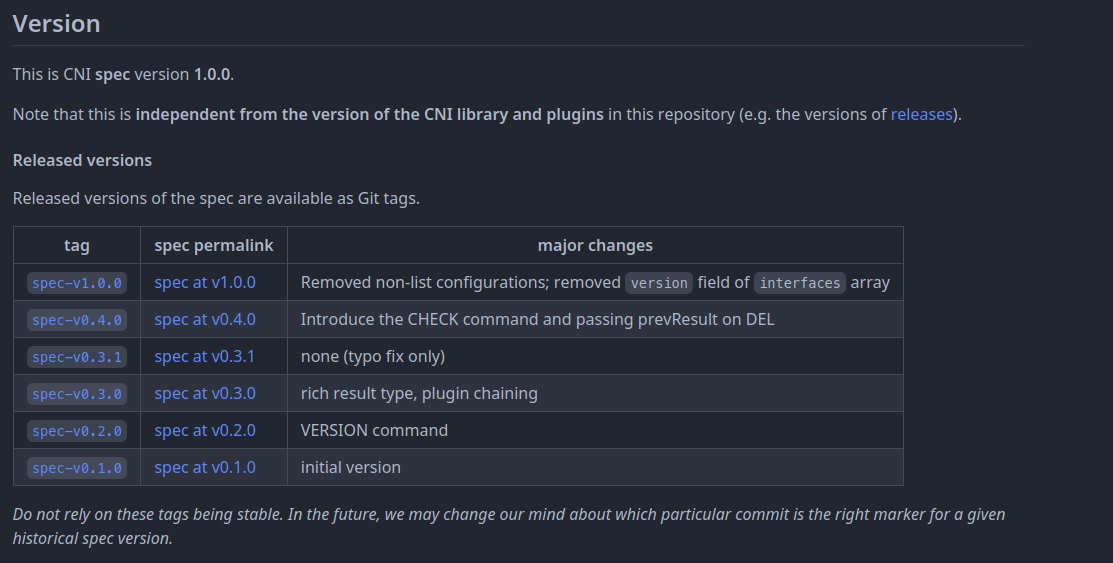 Version
This is CNI spec version 1.0.0.
Note that this is independent from the version of the CNI library and plugins in this repository (e.g. the versions of releases).
Released versions
Released versions of the spec are available as Git tags.
tag spec permalink major changes
spec-v1.0.0 spec at v1.0.0 Removed non-list configurations; removed version field of interfaces array
spec-v0.4.0 spec at v0.4.0 Introduce the CHECK command and passing prevResult on DEL
spec-v0.3.1 spec at v0.3.1 none (typo fix only)
spec-v0.3.0 spec at v0.3.0 rich result type, plugin chaining
spec-v0.2.0 spec at v0.2.0 VERSION command
spec-v0.1.0 spec at v0.1.0 initial version
Do not rely on these tags being stable. In the future, we may change our mind about which particular commit is the right marker for a given
historical spec version.